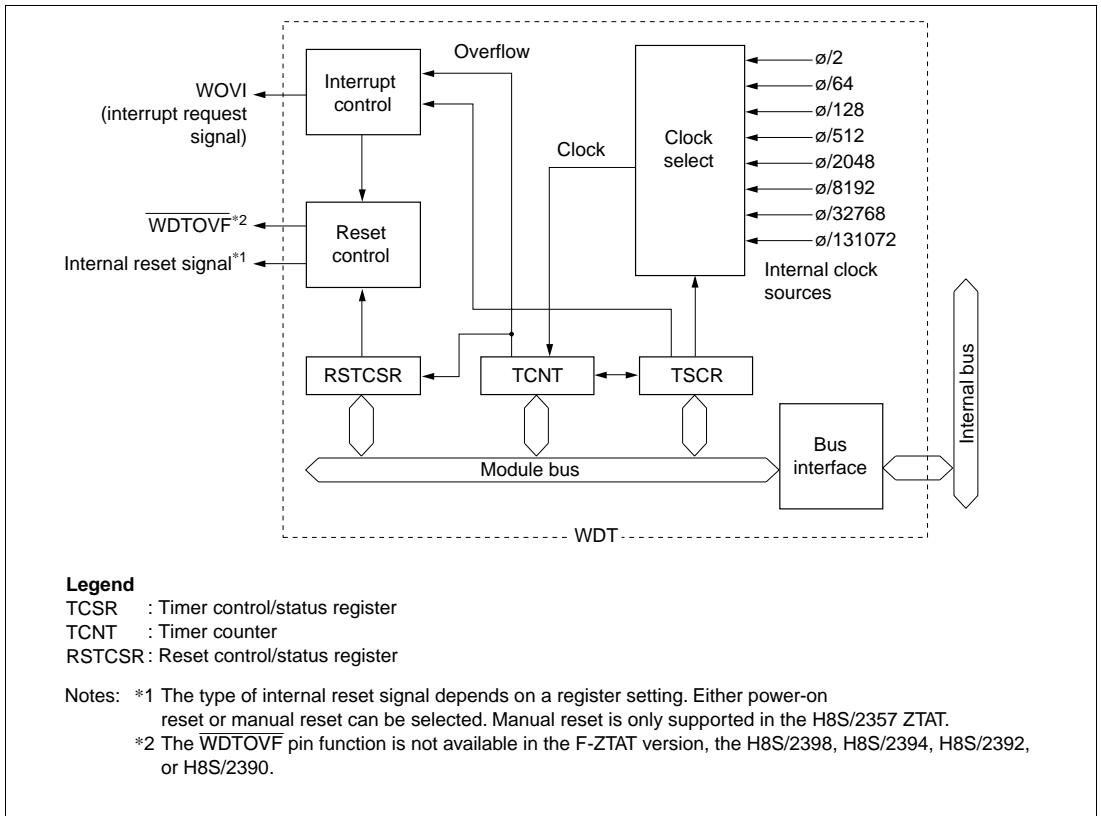 Overflow
Interrupt
control
WOVI
(interrupt request
signal)
Clock
Clock
select
ø/2
ø/64
ø/128
ø/512
ø/2048
ø/8192
ø/32768
ø/131072
Internal clock
sources
WDTOVF*2
Internal reset signal*1
Reset
control
RSTCSR
TCNT
TSCR
Internal bus
Bus
interface
Module bus
WDT
Legend
TCSR : Timer control/status register
TCNT : Timer counter
RSTCSR : Reset control/status register
Notes: *1 The type of internal reset signal depends on a register setting. Either power-on
reset or manual reset can be selected. Manual reset is only supported in the H8S/2357 ZTAT.
*2 The WDTOVF pin function is not available in the F-ZTAT version, the H8S/2398, H8S/2394, H8S/2392,
or H8S/2390.